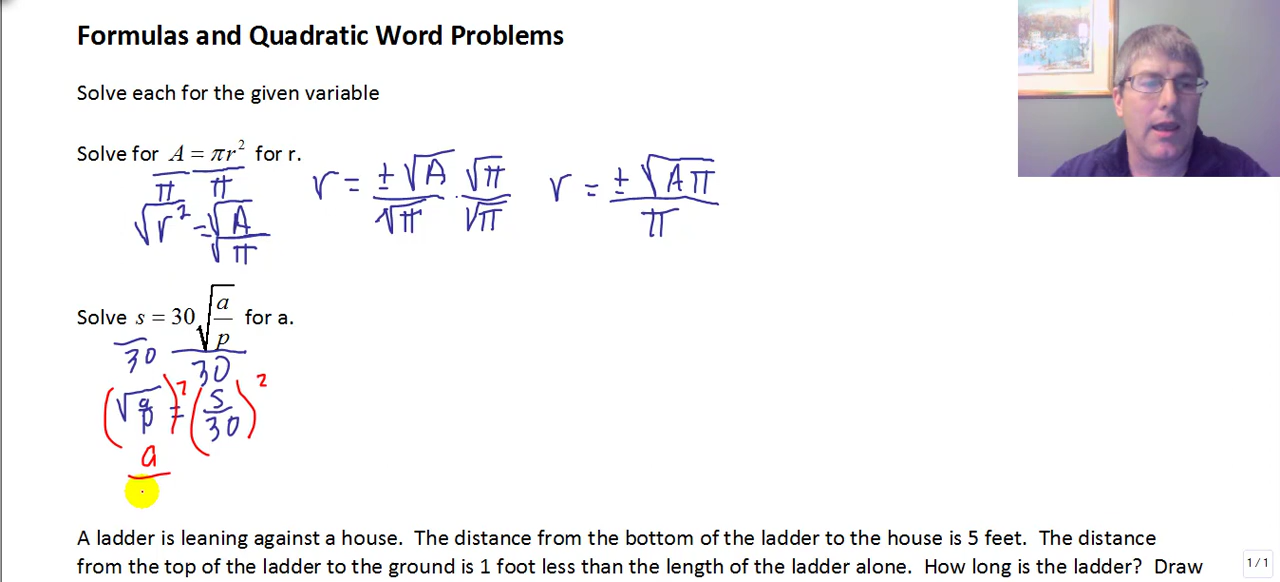 Formulas and Quadratic Word Problems
Solve each for the given variable
Solve for A = πr² for r.
π π
√r² = √A/√π
r = ±√A/√π · √π/√π
r = ±√(Aπ)/π
Solve s = 30√(a/p) for a.
30 30
(√(a/p))² = (s/30)²
a
A ladder is leaning against a house. The distance from the bottom of the ladder to the house is 5 feet. The distance
from the top of the ladder to the ground is 1 foot less than the length of the ladder alone. How long is the ladder? Draw
1/1